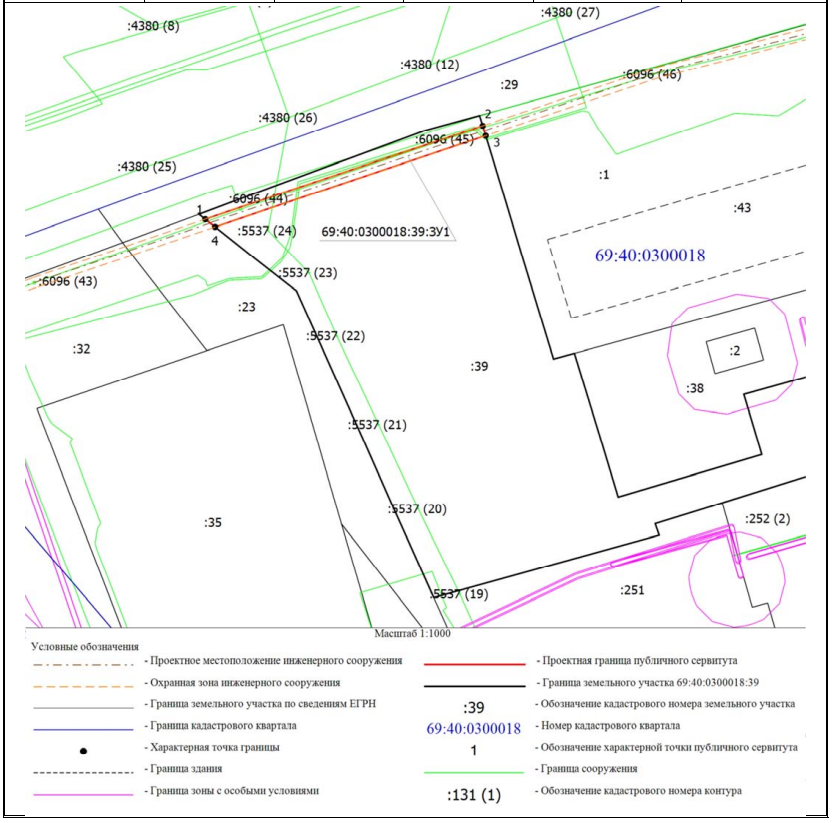 :4380 (8)
:4380 (27)
:4380 (12)
:29
:6096 (46)
:4380 (26)
2
:6096 (45)
3
:4380 (25)
:1
:6096 (44)
1
:43
:5537 (24)
69:40:0300018:39:ЗУ1
4
69:40:0300018
:5537 (23)
:6096 (43)
:23
:5537 (22)
:32
:2
:39
:38
:5537 (21)
:5537 (20)
:35
:252 (2)
:5537 (19)
:251
Масштаб 1:1000
Условные обозначения
- Проектное местоположение инженерного сооружения
- Проектная граница публичного сервитута
- Охранная зона инженерного сооружения
- Граница земельного участка 69:40:0300018:39
- Граница земельного участка по сведениям ЕГРН
:39 - Обозначение кадастрового номера земельного участка
- Граница кадастрового квартала
69:40:0300018 - Номер кадастрового квартала
- Характерная точка границы
1 - Обозначение характерной точки публичного сервитута
- Граница здания
- Граница сооружения
- Граница зоны с особыми условиями
:131 (1) - Обозначение кадастрового номера контура